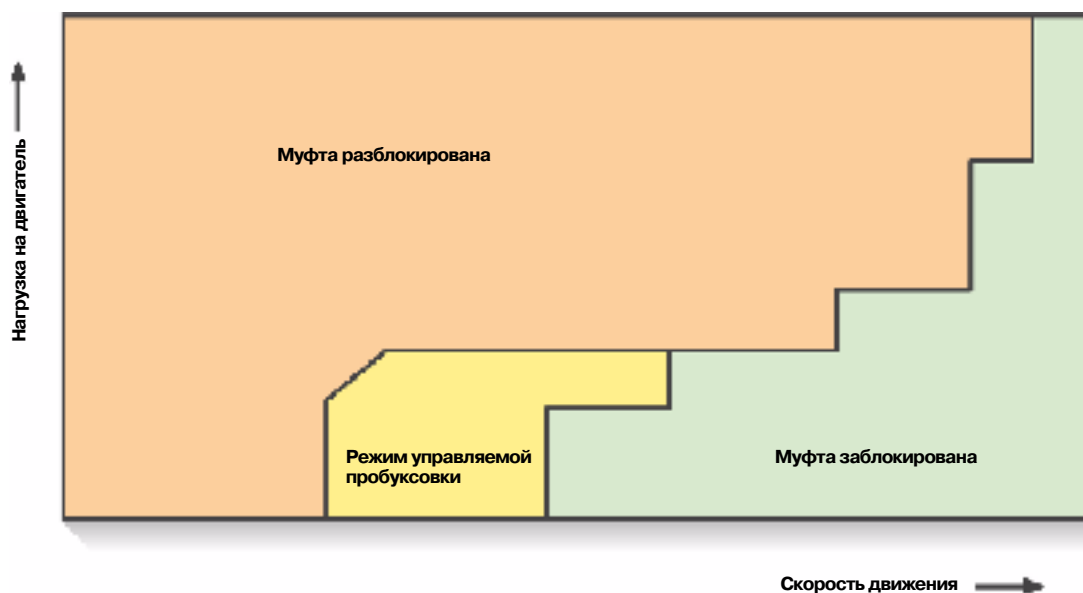 Нагрузка на двигатель
Муфта разблокирована
Режим управляемой
пробуксовки
Муфта заблокирована
Скорость движения